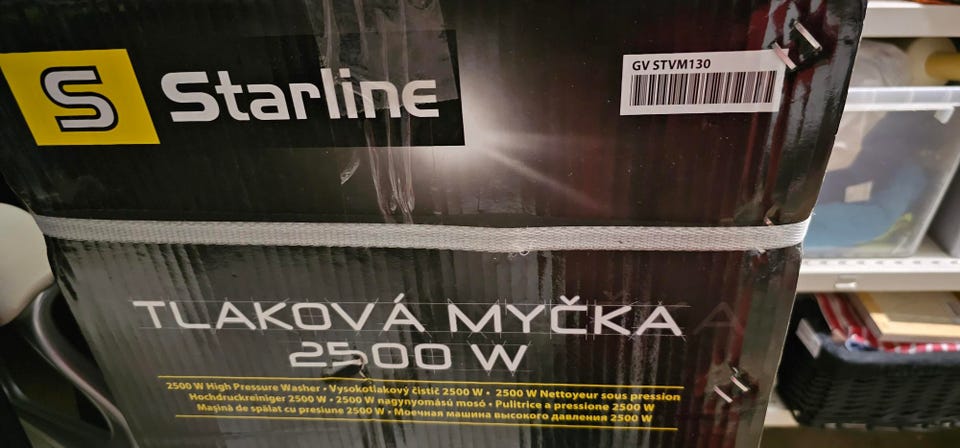 S Starline
GV STVM130
TLAKOVÁ MYČKA
2500 W
2500 W High Pressure Washer • Vysokotlakový čistič 2500 W • 2500 W Nettoyeur sous pression
Hochdruckreiniger 2500 W • 2500 W nagynyomású mosó • Pulitrice a pressione 2500 W
Mașină de spălat cu presiune 2500 W • Моечная машина высокого давления 2500 W